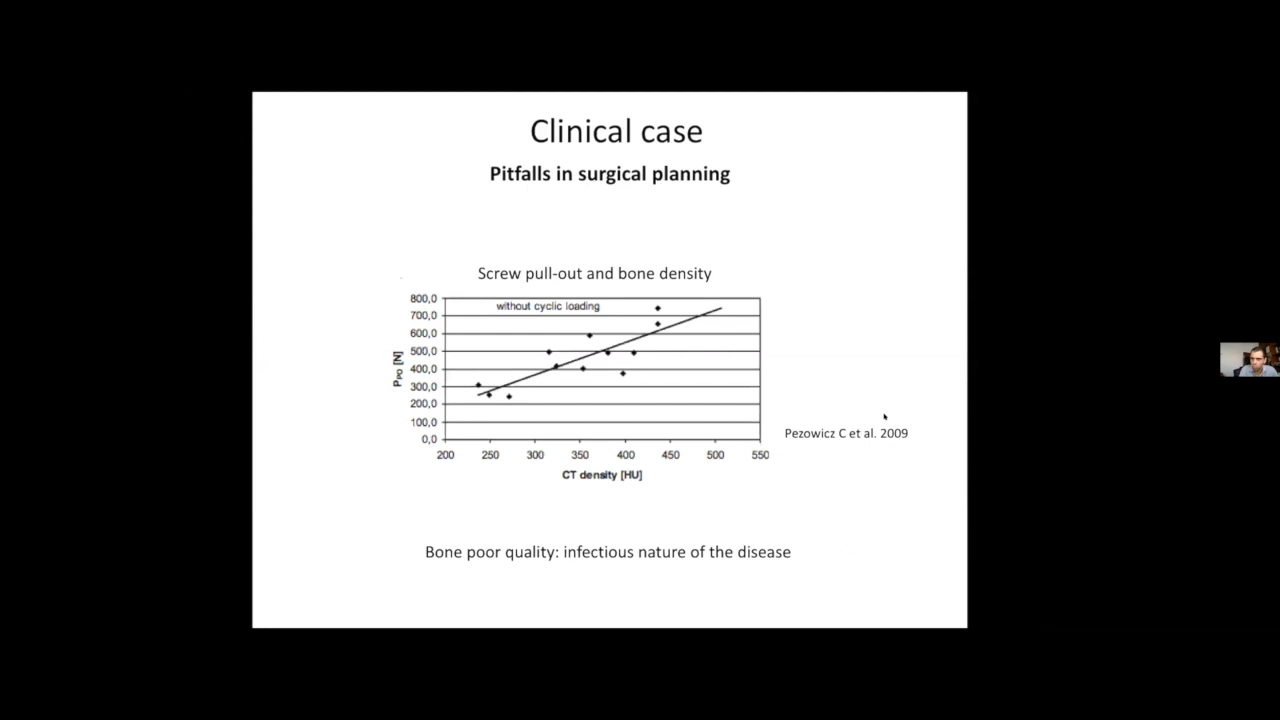 Clinical case
Pitfalls in surgical planning
Screw pull-out and bone density
without cyclic loading
800,0
700,0
600,0
500,0
400,0
300,0
200,0
100,0
0,0
PPO [N]
200 250 300 350 400 450 500 550
CT density [HU]
Pezowicz C et al. 2009
Bone poor quality: infectious nature of the disease